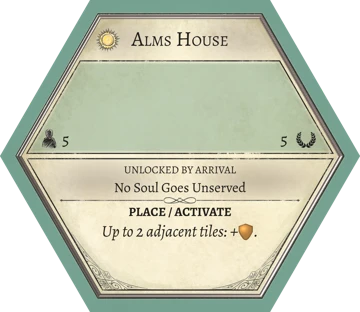 Alms House
5 5
UNLOCKED BY ARRIVAL
No Soul Goes Unserved
PLACE / ACTIVATE
Up to 2 adjacent tiles: +.